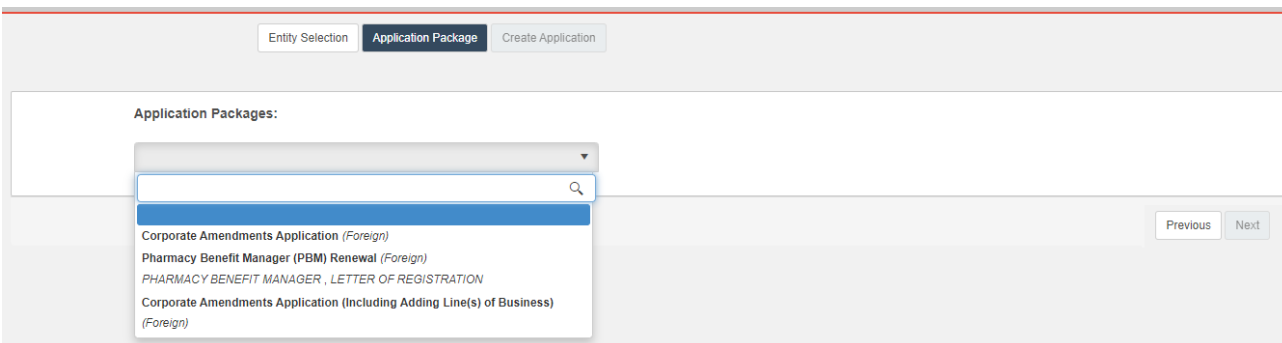 Entity Selection Application Package Create Application
Application Packages:
Corporate Amendments Application (Foreign)
Pharmacy Benefit Manager (PBM) Renewal (Foreign)
PHARMACY BENEFIT MANAGER , LETTER OF REGISTRATION
Corporate Amendments Application (Including Adding Line(s) of Business)
(Foreign)
Previous Next